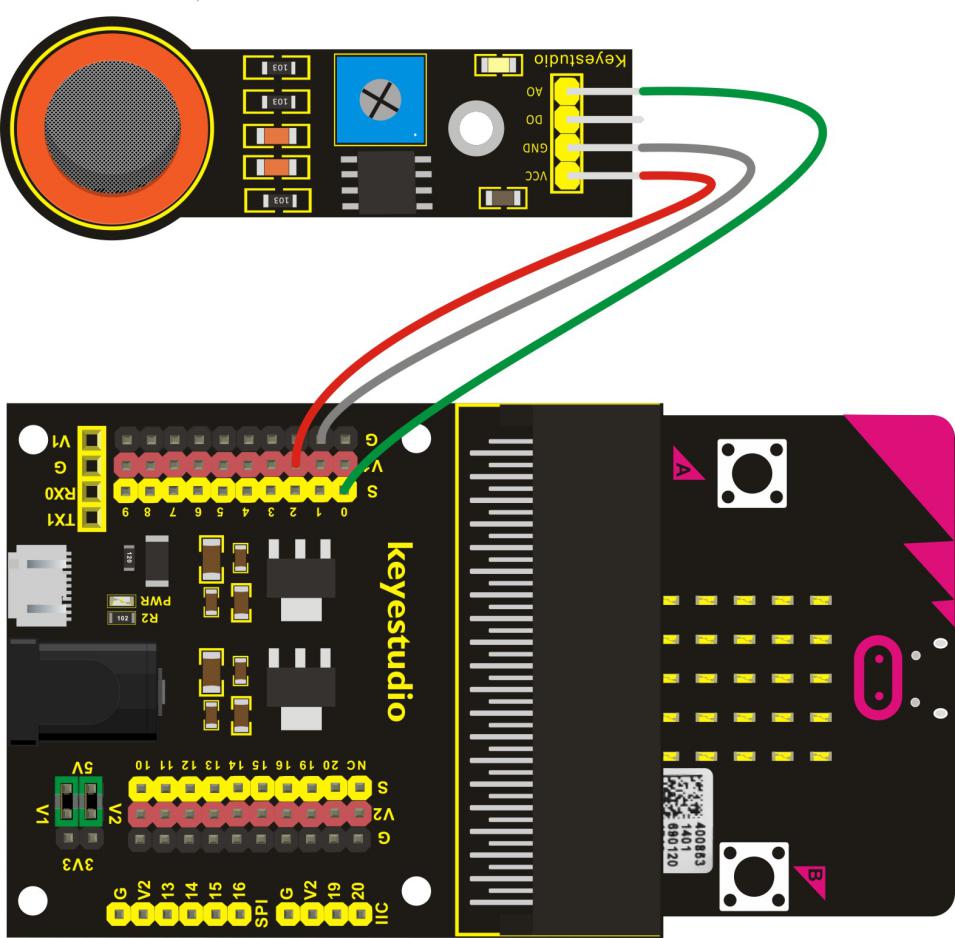 Keyestudio
103
103
103
AO
DO
GND
VCC
V1
G
RX0
TX1
G
V1
S
9 8 7 6 5 4 3 2 1 0
120
PWR
102
R2
keyestudio
A
5V
V1
V2
3V3
10 11 12 13 14 15 16 19 20 NC
S
V2
G
G V2 13 14 15 16 SPI
G V2 19 20 IIC
400863
1401
690120
B